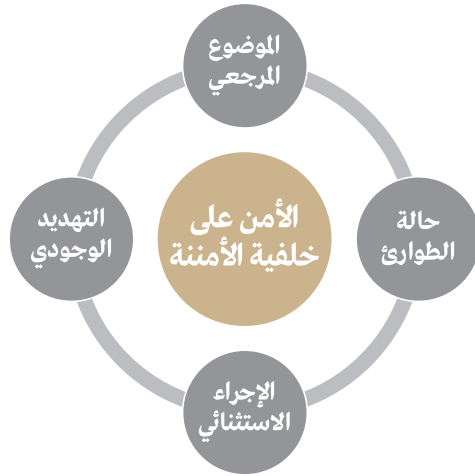 الموضوع
المرجعي
حالة
الطوارئ
الأمن على
خلفية الأمننة
التهديد
الوجودي
الإجراء
الاستثنائي